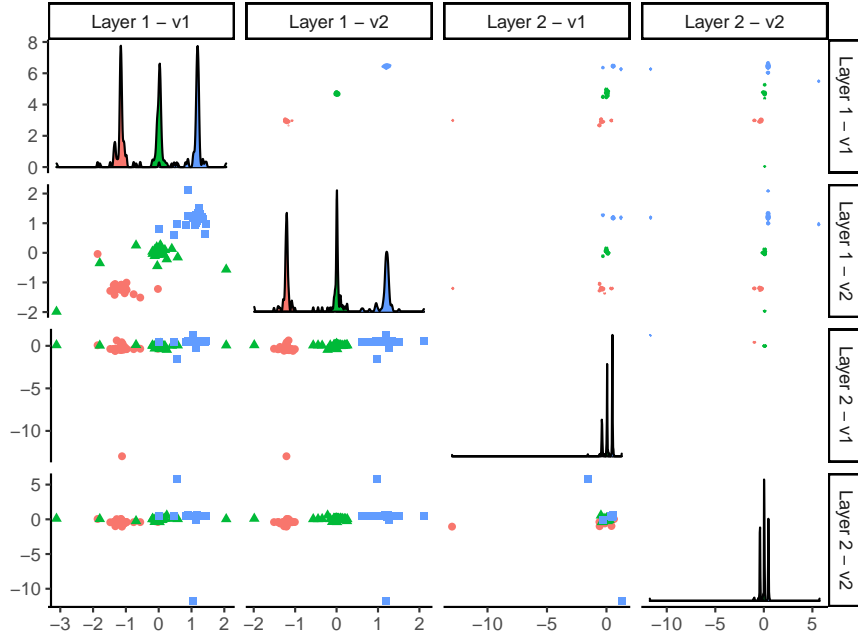 Layer 1 − v1
Layer 1 − v2
Layer 2 − v1
Layer 2 − v2
8
6
4
2
0
Layer 1 − v1
2
1
0
−1
−2
Layer 1 − v2
0
−5
−10
Layer 2 − v1
5
0
−5
−10
Layer 2 − v2
−3 −2 −1 0 1 2
−2 −1 0 1 2
−10 −5 0
−10 −5 0 5